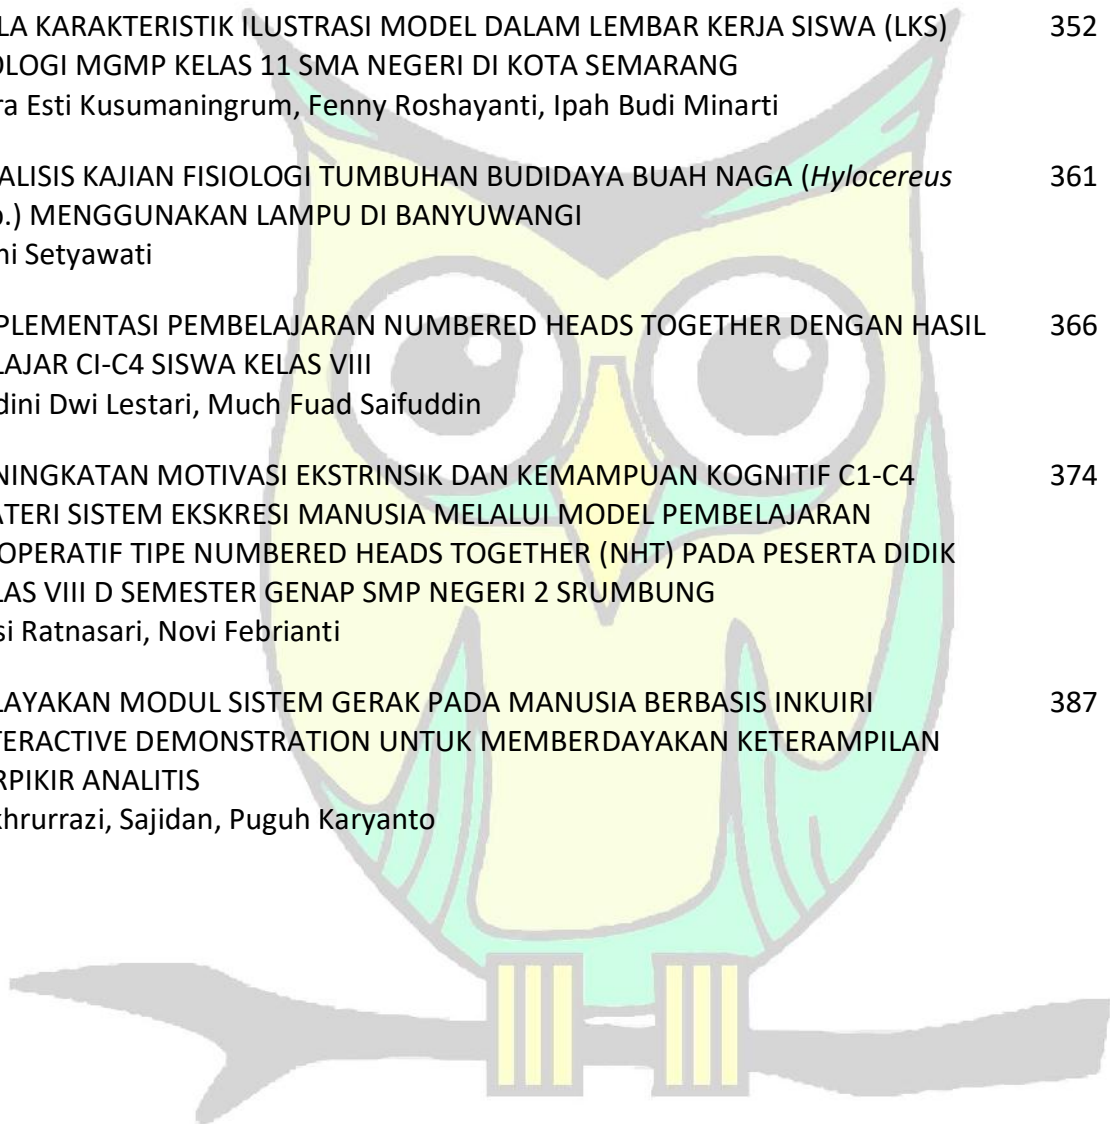 LA KARAKTERISTIK ILUSTRASI MODEL DALAM LEMBAR KERJA SISWA (LKS) 352
OLOGI MGMP KELAS 11 SMA NEGERI DI KOTA SEMARANG
ra Esti Kusumaningrum, Fenny Roshayanti, Ipah Budi Minarti
ALISIS KAJIAN FISIOLOGI TUMBUHAN BUDIDAYA BUAH NAGA (Hylocereus 361
.) MENGGUNAKAN LAMPU DI BANYUWANGI
ni Setyawati
PLEMENTASI PEMBELAJARAN NUMBERED HEADS TOGETHER DENGAN HASIL 366
LAJAR CI-C4 SISWA KELAS VIII
dini Dwi Lestari, Much Fuad Saifuddin
NINGKATAN MOTIVASI EKSTRINSIK DAN KEMAMPUAN KOGNITIF C1-C4 374
ATERI SISTEM EKSKRESI MANUSIA MELALUI MODEL PEMBELAJARAN
OPERATIF TIPE NUMBERED HEADS TOGETHER (NHT) PADA PESERTA DIDIK
LAS VIII D SEMESTER GENAP SMP NEGERI 2 SRUMBUNG
si Ratnasari, Novi Febrianti
LAYAKAN MODUL SISTEM GERAK PADA MANUSIA BERBASIS INKUIRI 387
TERACTIVE DEMONSTRATION UNTUK MEMBERDAYAKAN KETERAMPILAN
RPIKIR ANALITIS
khrurrazi, Sajidan, Puguh Karyanto